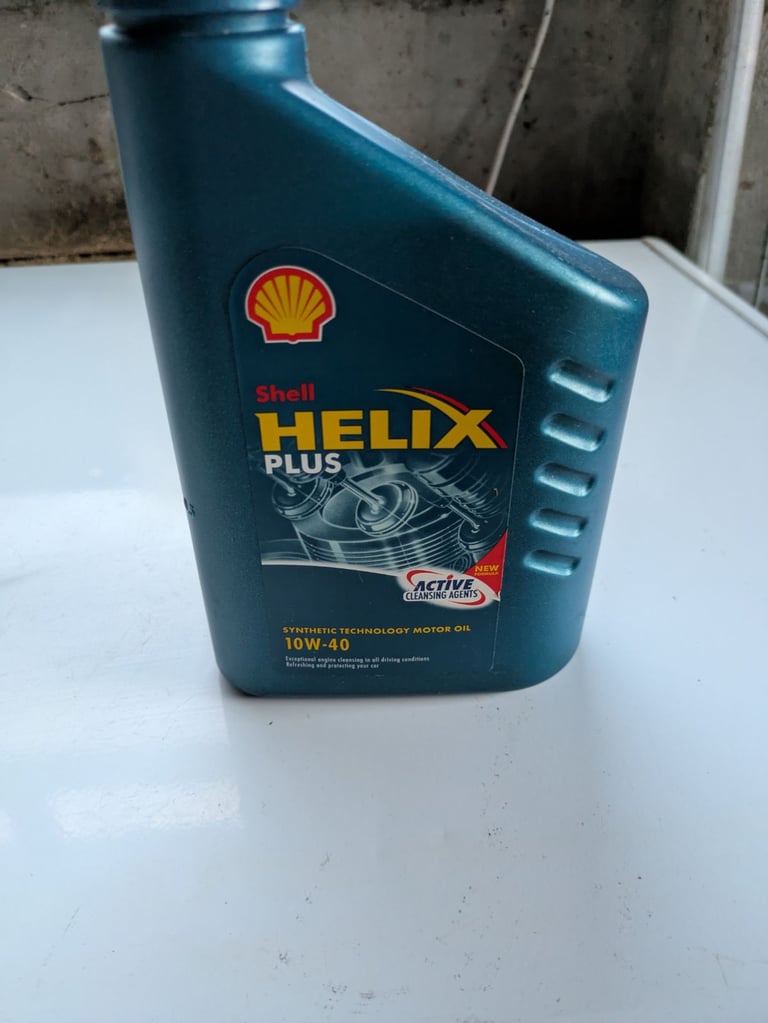 Shell
HELIX
PLUS
NEW
FORMULA
ACTIVE
CLEANSING AGENTS
SYNTHETIC TECHNOLOGY MOTOR OIL
10W-40
Exceptional engine cleansing in all driving conditions
Refreshing and protecting your car